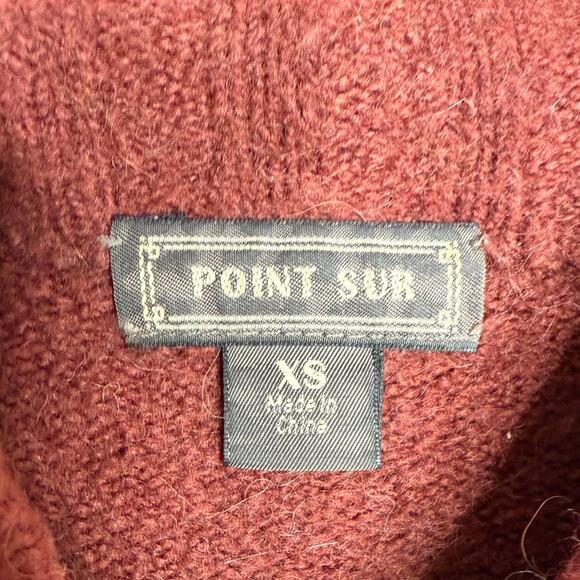 POINT SUR
XS
Made in
China